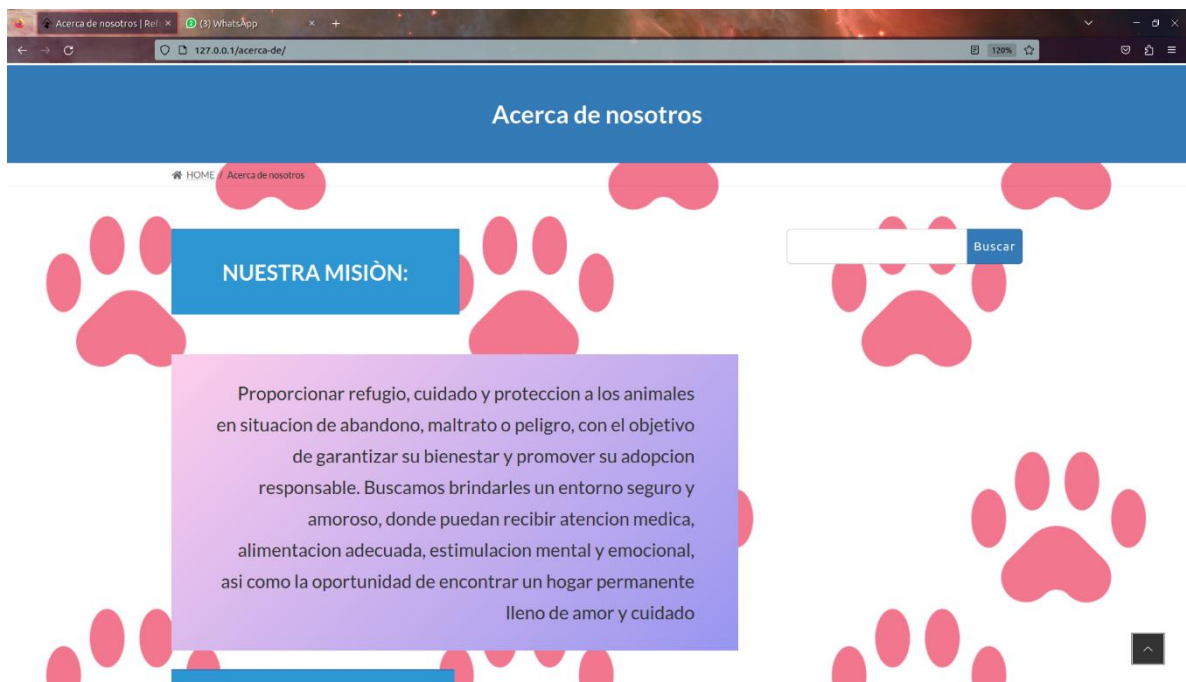 Acerca de nosotros | Ref
(3) WhatsApp
127.0.0.1/acerca-de/
120%
Acerca de nosotros
HOME / Acerca de nosotros
NUESTRA MISIÒN:
Buscar
Proporcionar refugio, cuidado y proteccion a los animales
en situacion de abandono, maltrato o peligro, con el objetivo
de garantizar su bienestar y promover su adopcion
responsable. Buscamos brindarles un entorno seguro y
amoroso, donde puedan recibir atencion medica,
alimentacion adecuada, estimulacion mental y emocional,
asi como la oportunidad de encontrar un hogar permanente
lleno de amor y cuidado